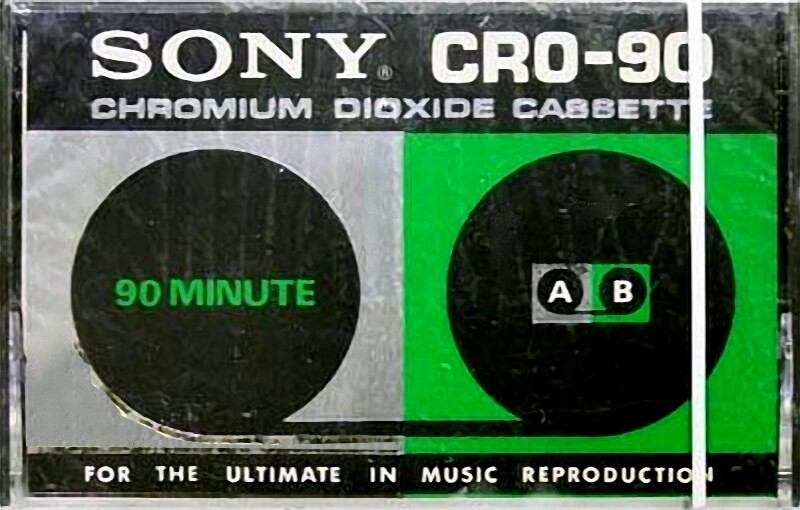 SONY® CRO-90
CHROMIUM DIOXIDE CASSETTE
90 MINUTE
A B
FOR THE ULTIMATE IN MUSIC REPRODUCTION